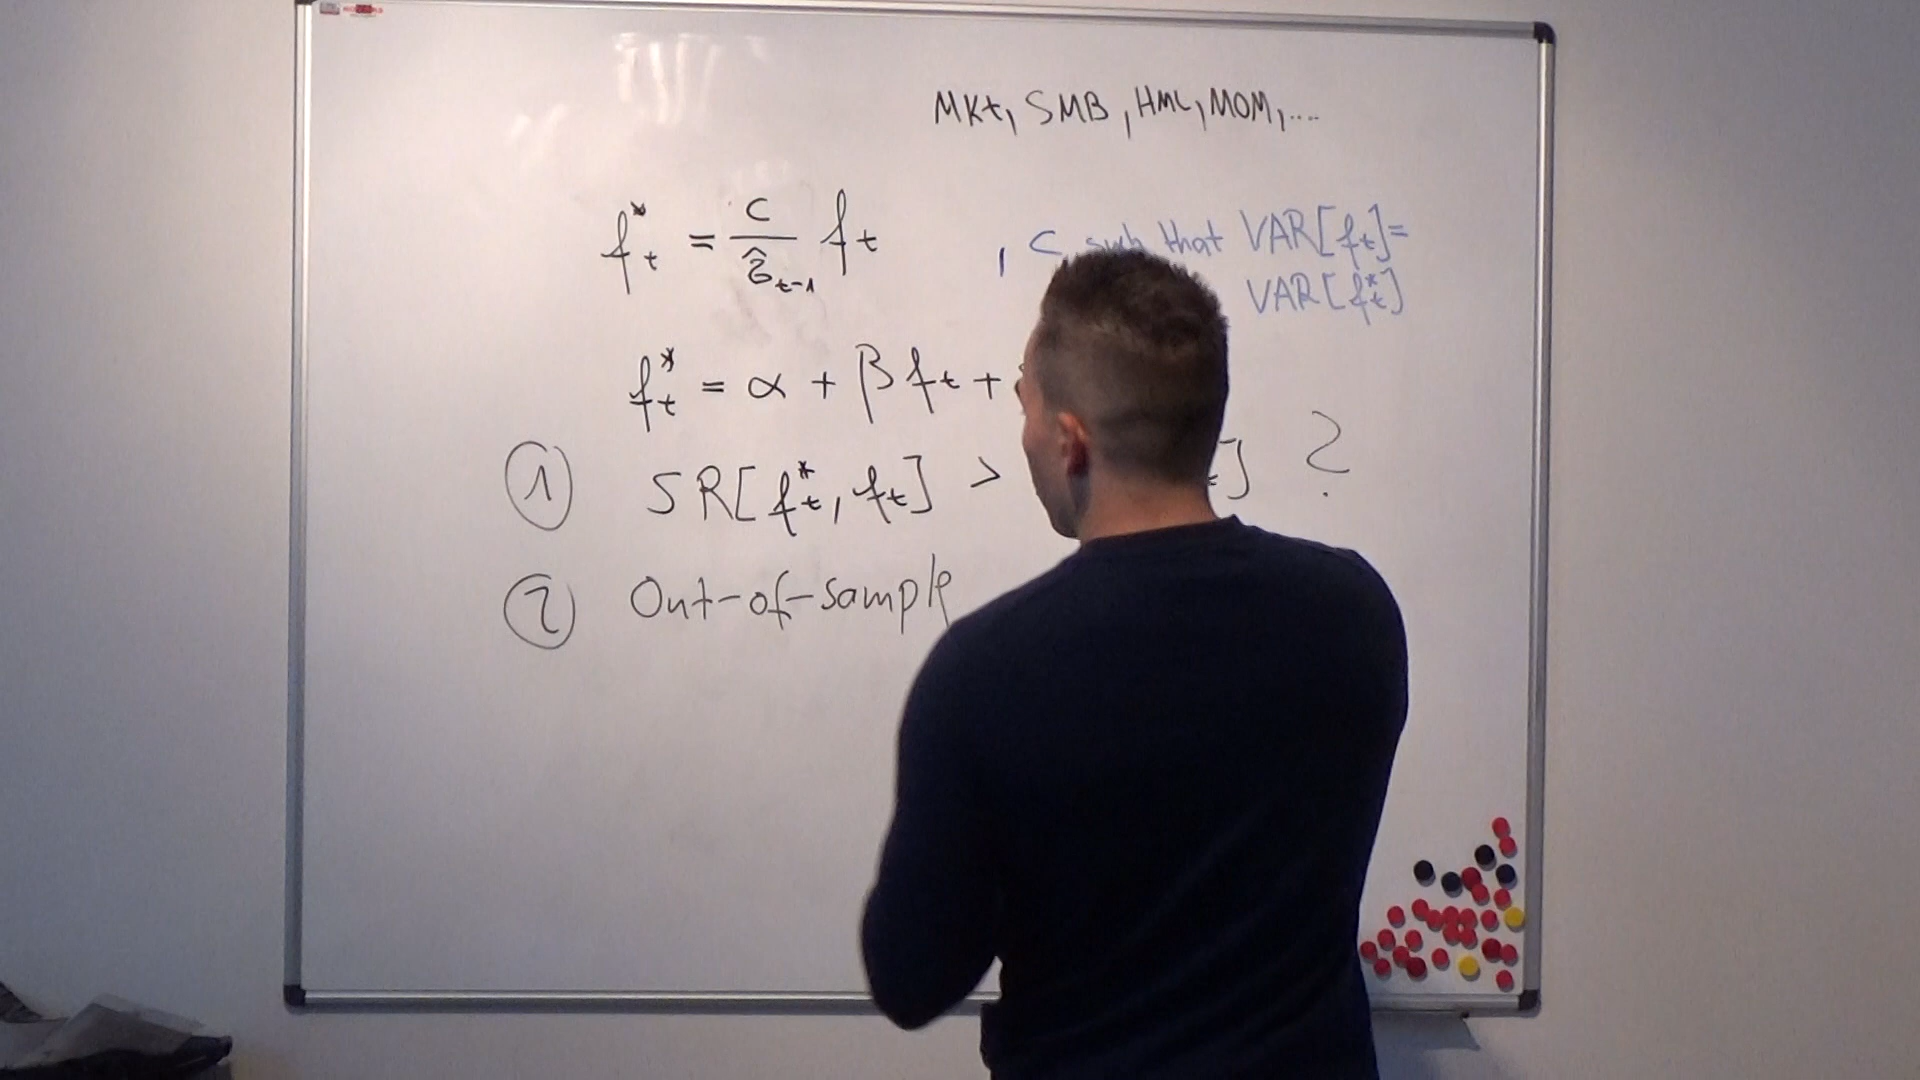 MKt, SMB, HML, MOM, ....
f*t = c / σ̂t-1 ft , c such that VAR[ft] =
VAR[f*t]
f*t = α + β ft +
① SR[f*t, ft] > t] ?
② Out-of-sample